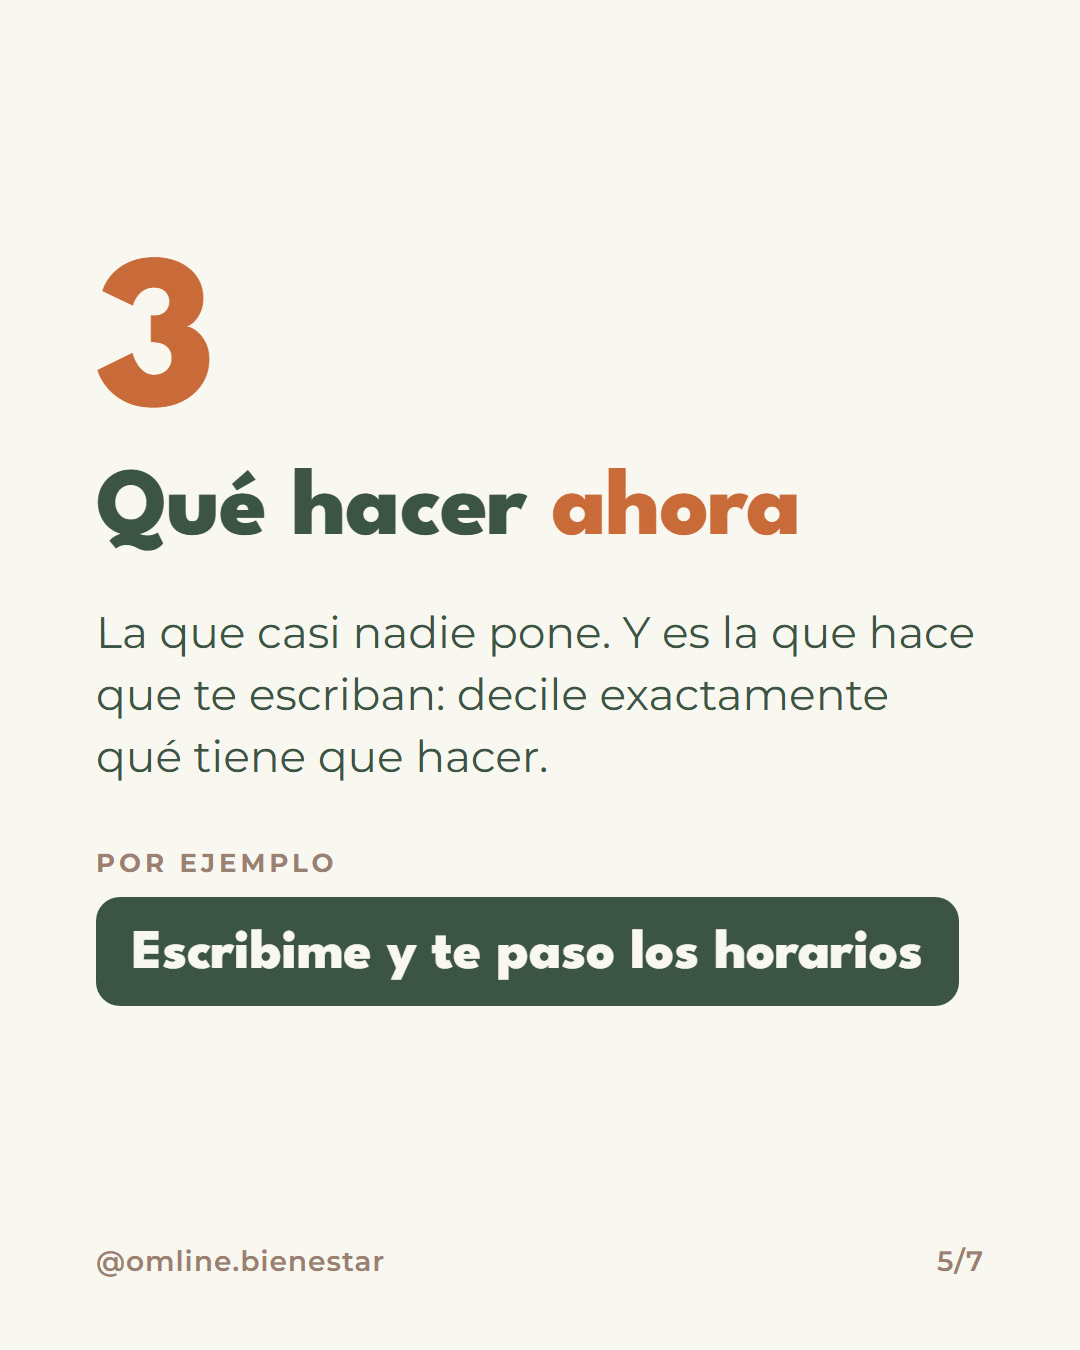 3
Qué hacer ahora
La que casi nadie pone. Y es la que hace
que te escriban: decile exactamente
qué tiene que hacer.
POR EJEMPLO
Escribime y te paso los horarios
@omline.bienestar
5/7